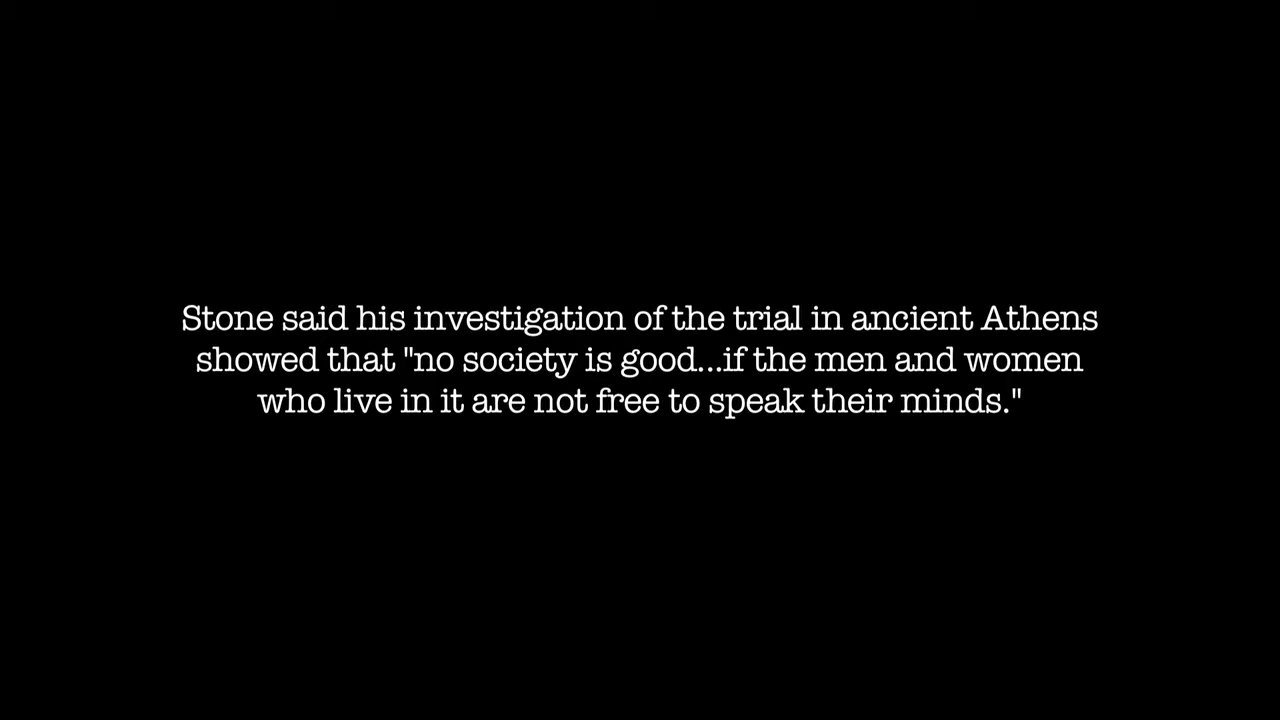 Stone said his investigation of the trial in ancient Athens
showed that "no society is good...if the men and women
who live in it are not free to speak their minds."